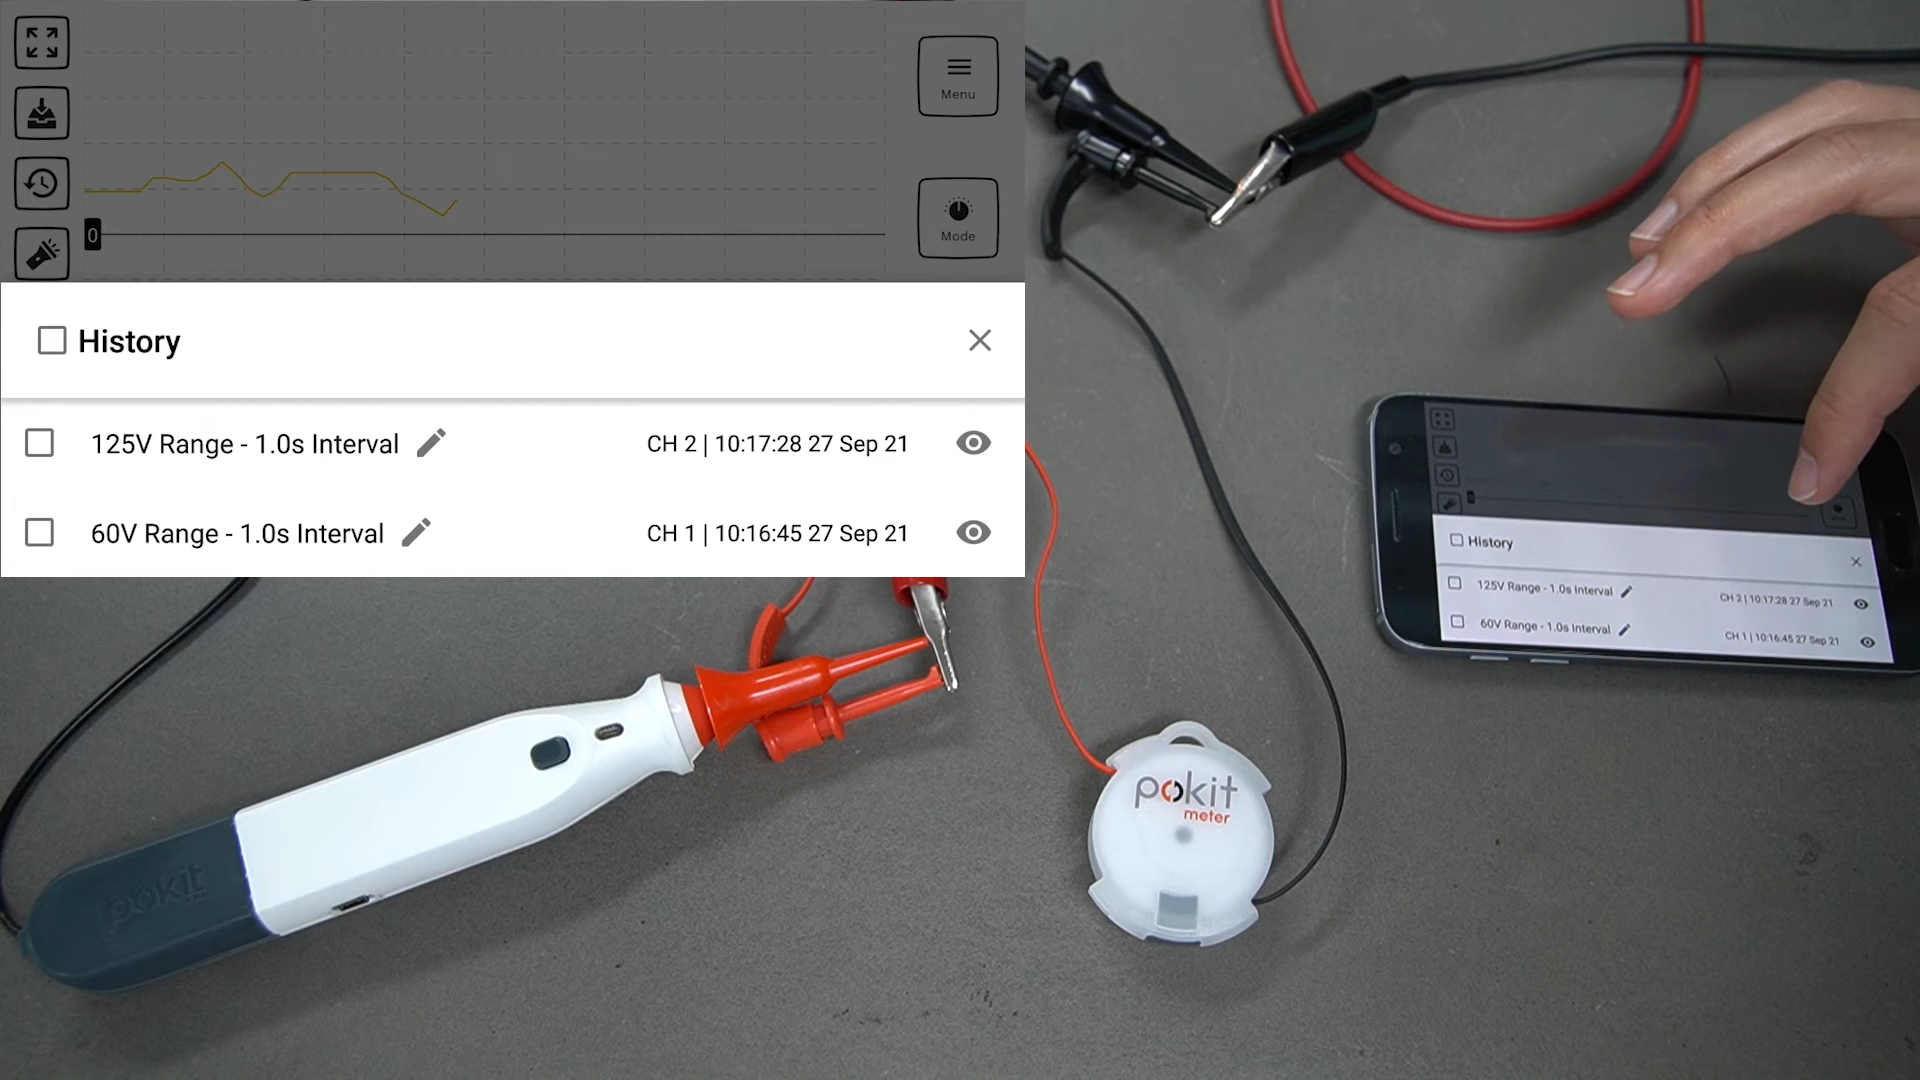 Menu
Mode
0
History
125V Range - 1.0s Interval CH 2 | 10:17:28 27 Sep 21
60V Range - 1.0s Interval CH 1 | 10:16:45 27 Sep 21
pokit
pokit
meter
History
125V Range - 1.0s Interval CH 2 | 10:17:28 27 Sep 21
60V Range - 1.0s Interval CH 1 | 10:16:45 27 Sep 21